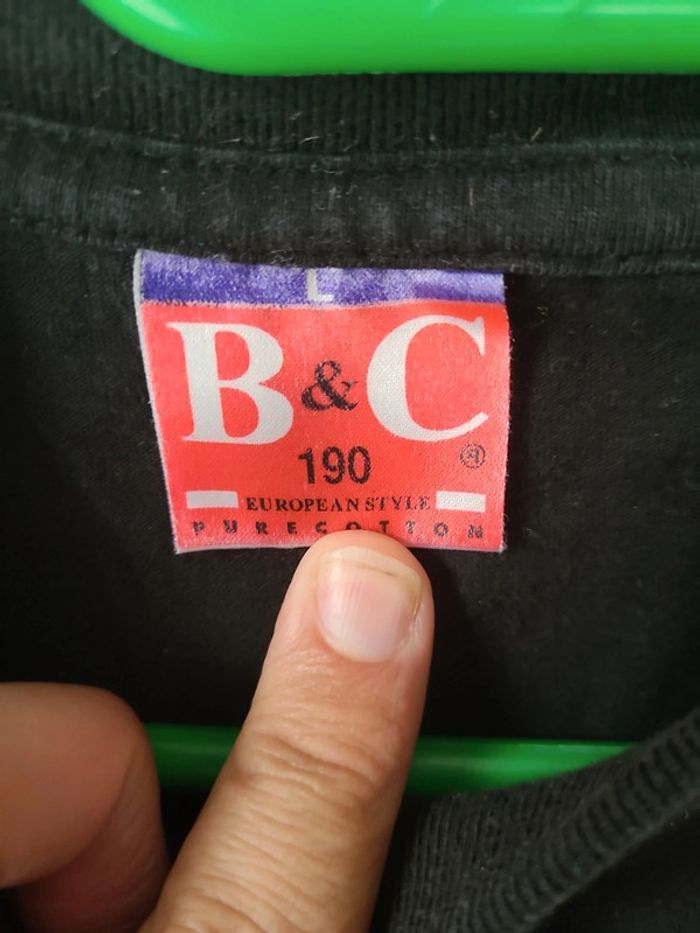 L
B & C
190
®
EUROPEAN STYLE
PURE COTTON